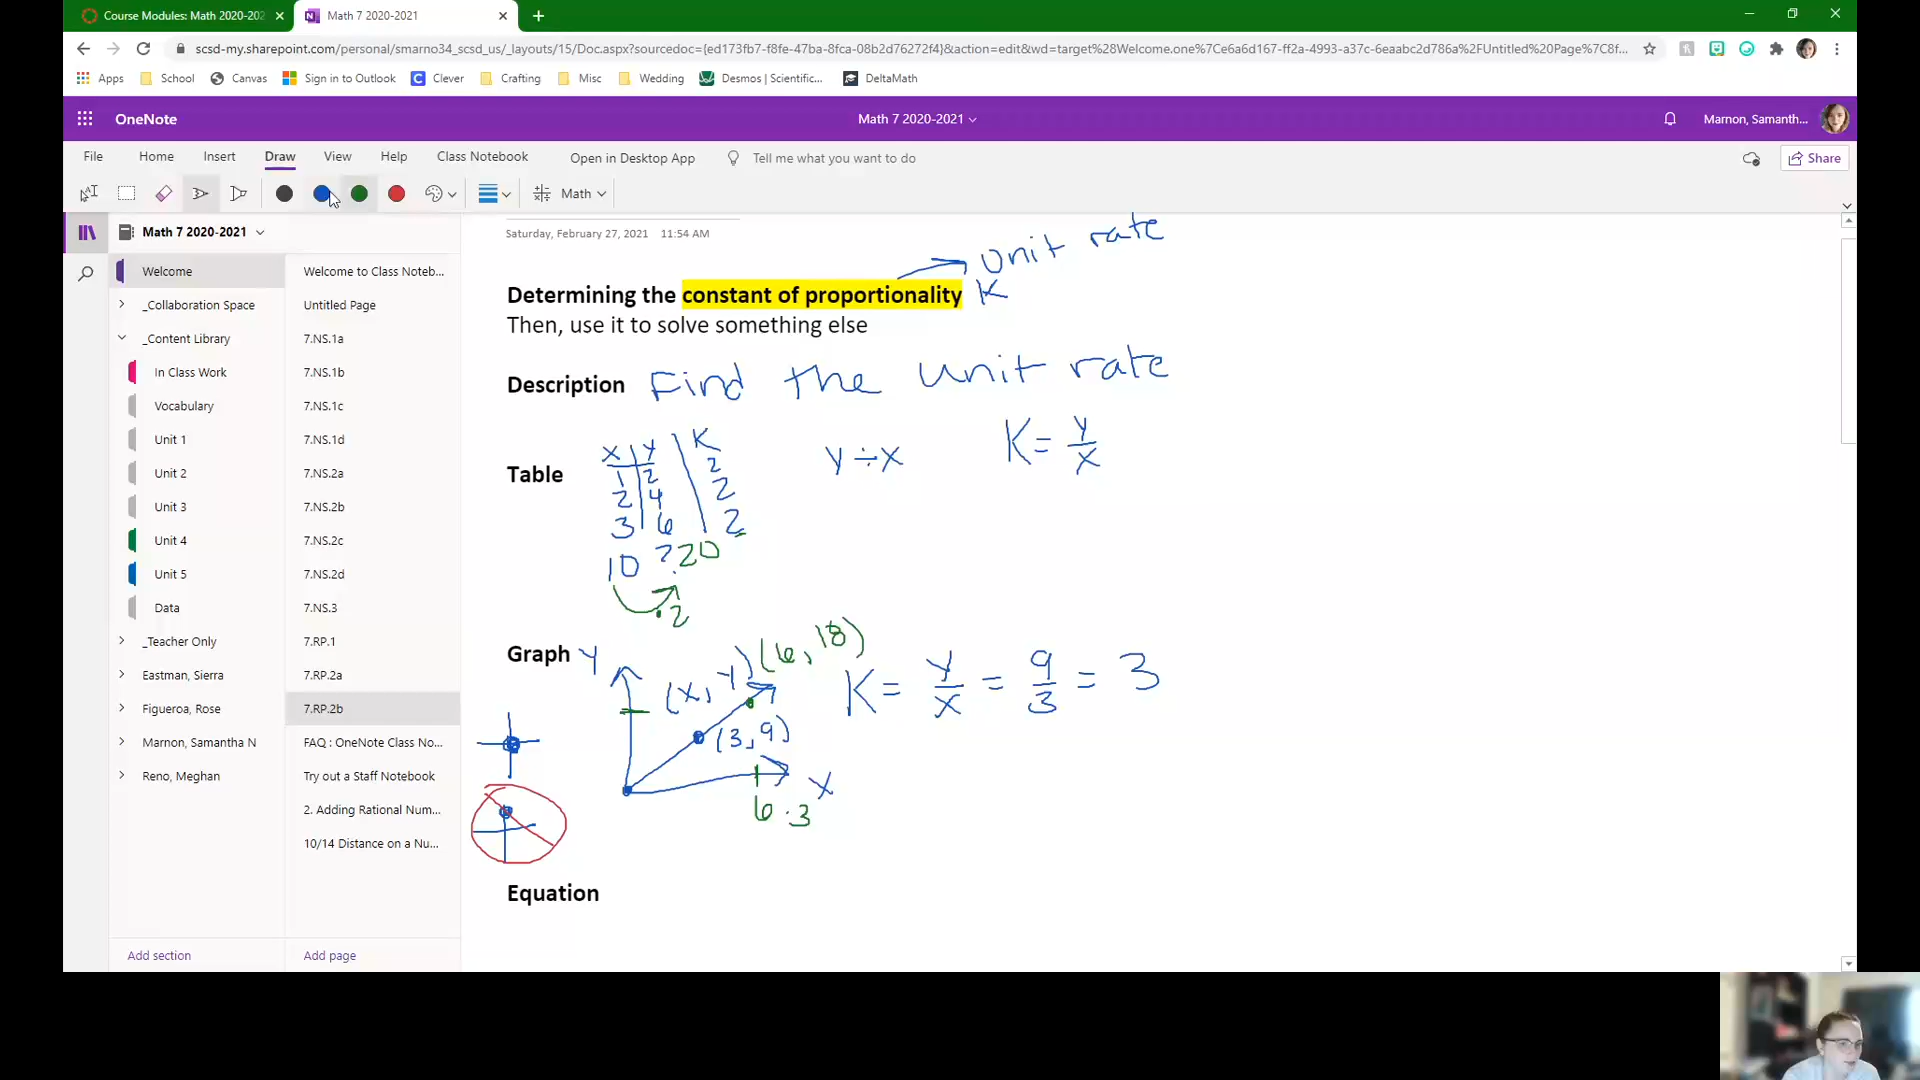 Course Modules: Math 2020-202
Math 7 2020-2021
scsd-my.sharepoint.com/personal/smarno34_scsd_us/_layouts/15/Doc.aspx?sourcedoc={ed173fb7-f8fe-47ba-8fca-08b2d76272f4}&action=edit&wd=target%28Welcome.one%7Ce6a6d167-ff2a-4993-a37c-6eaabc2d786a%2FUntitled%20Page%7C8f...
Apps School Canvas Sign in to Outlook Clever Crafting Misc Wedding Desmos | Scientific... DeltaMath
OneNote
Math 7 2020-2021
Marnon, Samanth...
File Home Insert Draw View Help Class Notebook Open in Desktop App Tell me what you want to do
Share
Math
Math 7 2020-2021
Welcome
_Collaboration Space
_Content Library
In Class Work
Vocabulary
Unit 1
Unit 2
Unit 3
Unit 4
Unit 5
Data
_Teacher Only
Eastman, Sierra
Figueroa, Rose
Marnon, Samantha N
Reno, Meghan
Add section
Welcome to Class Noteb...
Untitled Page
7.NS.1a
7.NS.1b
7.NS.1c
7.NS.1d
7.NS.2a
7.NS.2b
7.NS.2c
7.NS.2d
7.NS.3
7.RP.1
7.RP.2a
7.RP.2b
FAQ : OneNote Class No...
Try out a Staff Notebook
2. Adding Rational Num...
10/14 Distance on a Nu...
Add page
Saturday, February 27, 2021 11:54 AM
Unit rate
Determining the constant of proportionality K
Then, use it to solve something else
Description Find the unit rate
Table
X Y K
1 2 2
2 4 2
3 6 2
10 ? 20
·2
y ÷ x
K = y/x
Graph Y
(x, y) (6, 18)
(3, 9)
X
6 ·3
K = y/x = 9/3 = 3
Equation